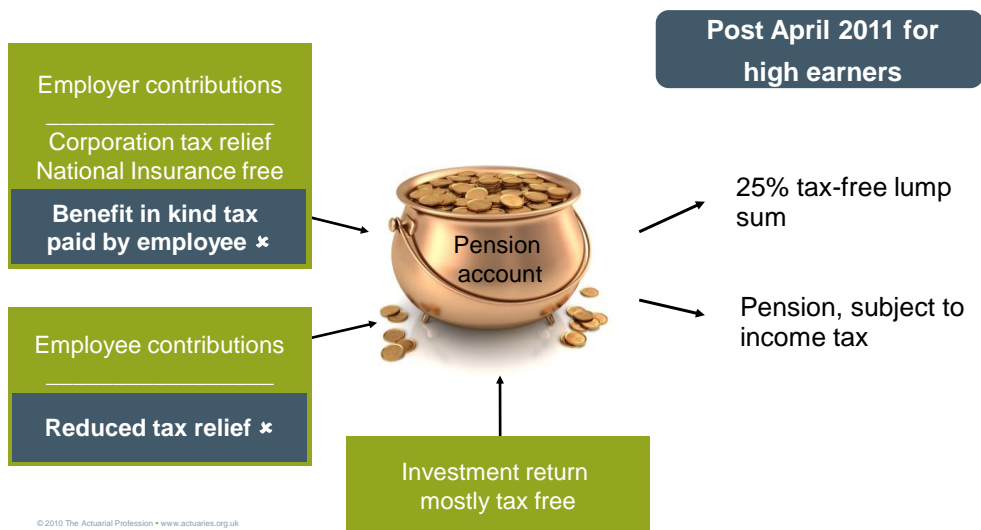 Post April 2011 for
high earners
Employer contributions
___________________
Corporation tax relief
National Insurance free
Benefit in kind tax
paid by employee ×
Employee contributions
___________________
Reduced tax relief ×
Pension
account
Investment return
mostly tax free
25% tax-free lump
sum
Pension, subject to
income tax
© 2010 The Actuarial Profession • www.actuaries.org.uk